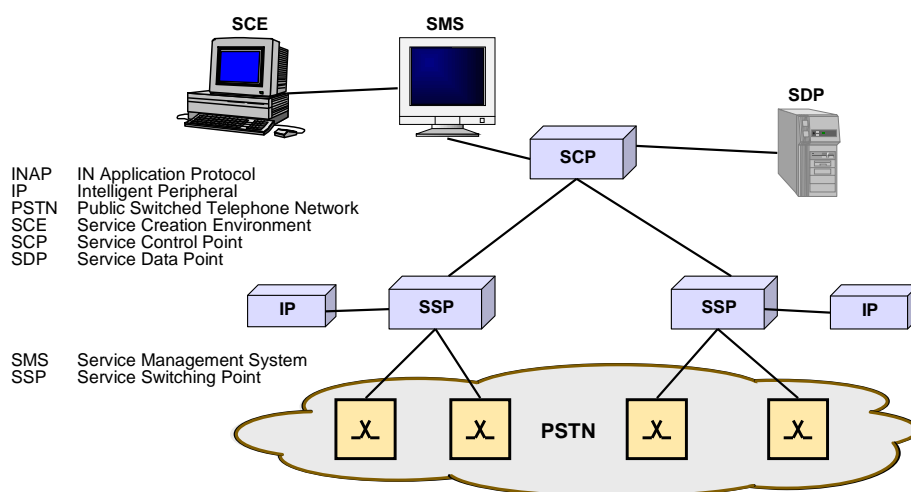 SCE
SMS
SDP
SCP
INAP IN Application Protocol
IP Intelligent Peripheral
PSTN Public Switched Telephone Network
SCE Service Creation Environment
SCP Service Control Point
SDP Service Data Point
IP
SSP
SSP
IP
SMS Service Management System
SSP Service Switching Point
PSTN